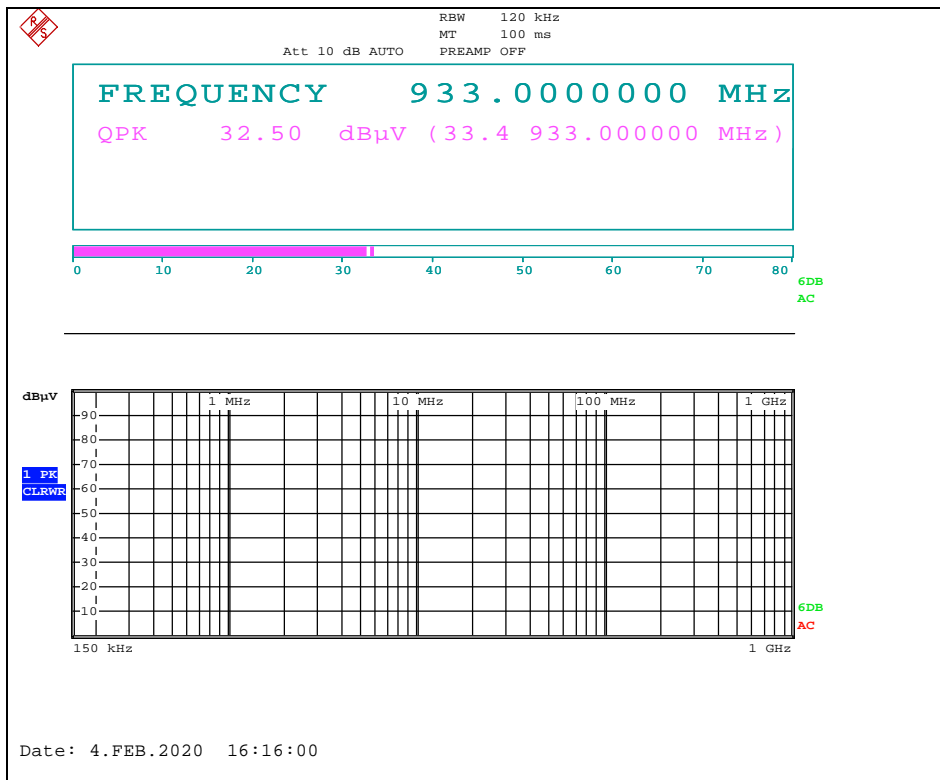 R S
RBW 120 kHz
MT 100 ms
Att 10 dB AUTO PREAMP OFF
FREQUENCY 933.0000000 MHz
QPK 32.50 dBµV (33.4 933.000000 MHz)
0 10 20 30 40 50 60 70 80
6DB
AC
dBµV
1 MHz 10 MHz 100 MHz 1 GHz
90
80
70
1 PK
CLRWR
60
50
40
30
20
10
6DB
AC
150 kHz 1 GHz
Date: 4.FEB.2020 16:16:00